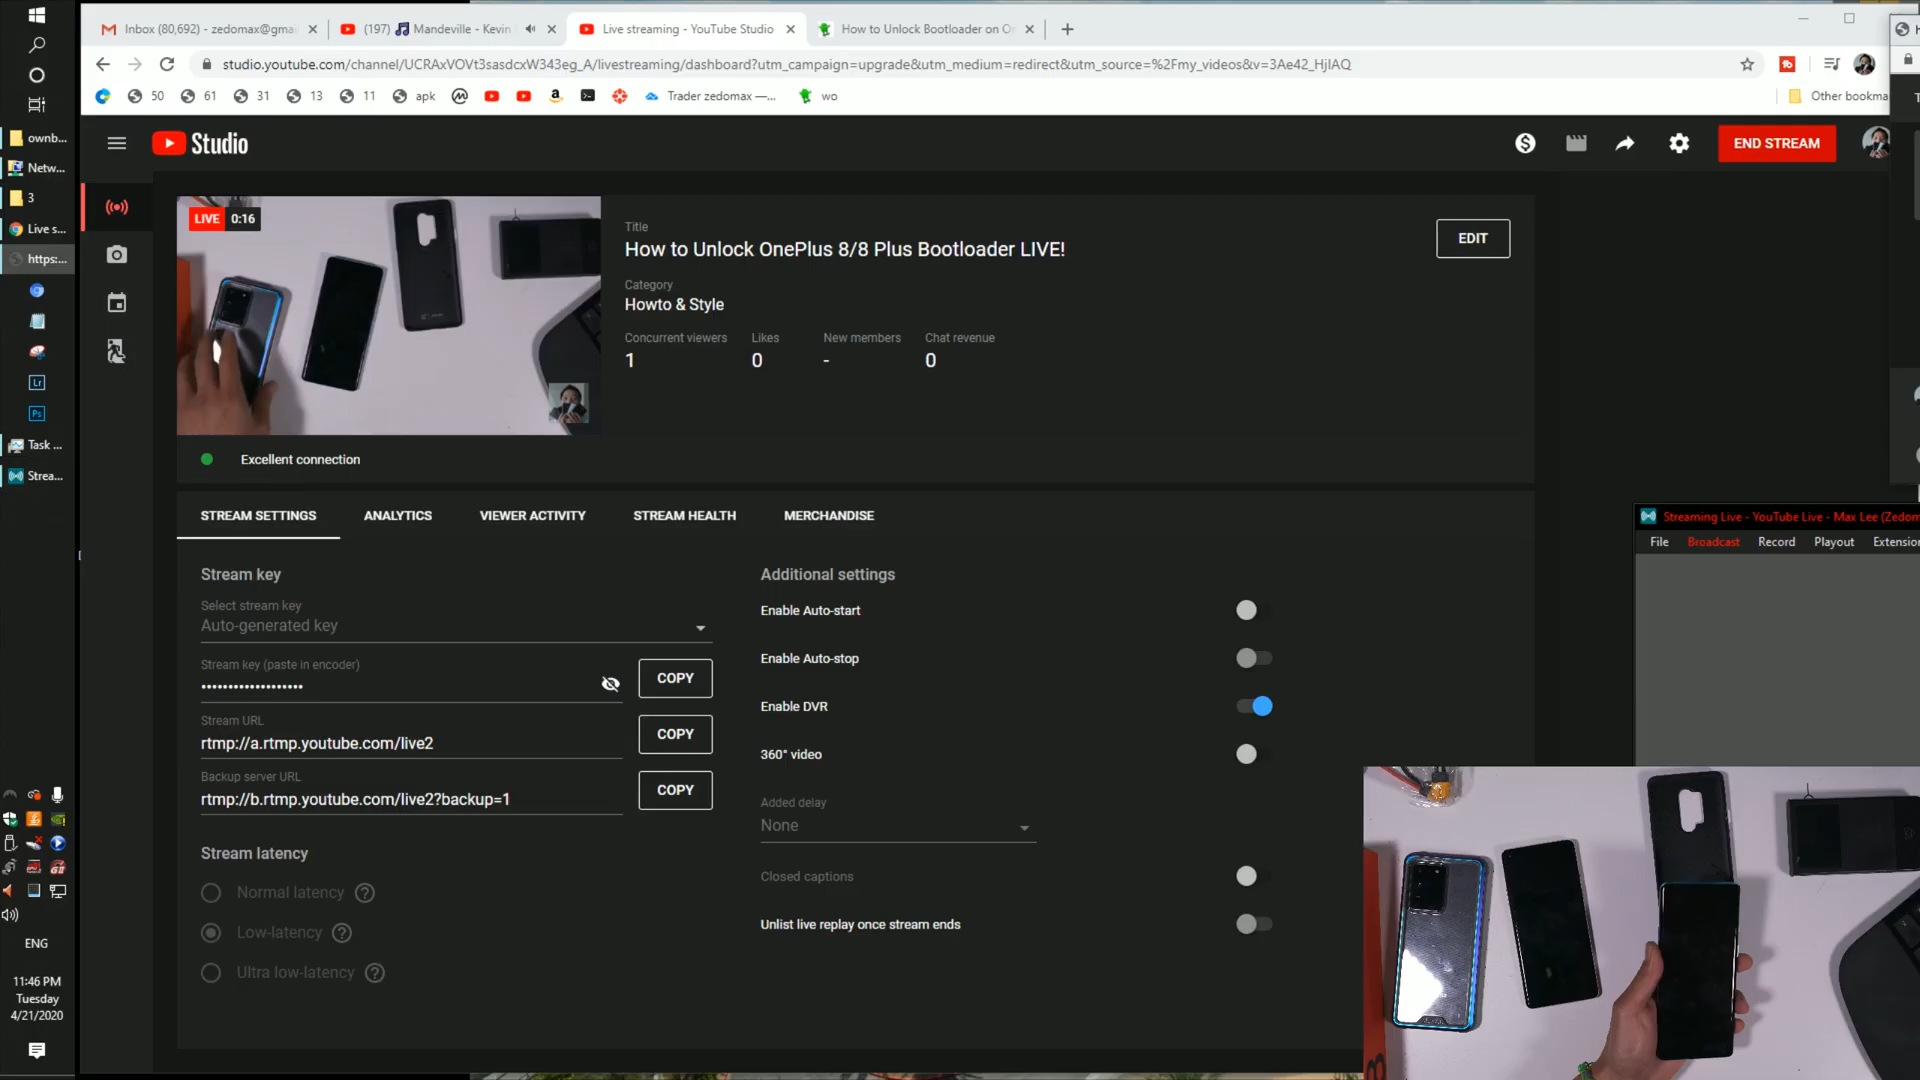 Inbox (80,692) - zedomax@gma
(197) Mandeville - Kevin
Live streaming - YouTube Studio
How to Unlock Bootloader on O
studio.youtube.com/channel/UCRAxVOVt3sasdcxW343eg_A/livestreaming/dashboard?utm_campaign=upgrade&utm_medium=redirect&utm_source=%2Fmy_videos&v=3Ae42_HjIAQ
50 61 31 13 11 apk Trader zedomax —... wo Other bookma
ownb...
Netw...
3
Live s...
https:...
Lr
Ps
Task ...
Strea...
ENG
11:46 PM
Tuesday
4/21/2020
Studio
END STREAM
LIVE 0:16
Title
How to Unlock OnePlus 8/8 Plus Bootloader LIVE!
EDIT
Category
Howto & Style
Concurrent viewers Likes New members Chat revenue
1 0 - 0
Excellent connection
STREAM SETTINGS ANALYTICS VIEWER ACTIVITY STREAM HEALTH MERCHANDISE
Stream key
Select stream key
Auto-generated key
Stream key (paste in encoder)
•••••••••••••••••••
COPY
Stream URL
rtmp://a.rtmp.youtube.com/live2
COPY
Backup server URL
rtmp://b.rtmp.youtube.com/live2?backup=1
COPY
Stream latency
Normal latency
Low-latency
Ultra low-latency
Additional settings
Enable Auto-start
Enable Auto-stop
Enable DVR
360° video
Added delay
None
Closed captions
Unlist live replay once stream ends
Streaming Live - YouTube Live - Max Lee (Zedom
File Broadcast Record Playout Extension